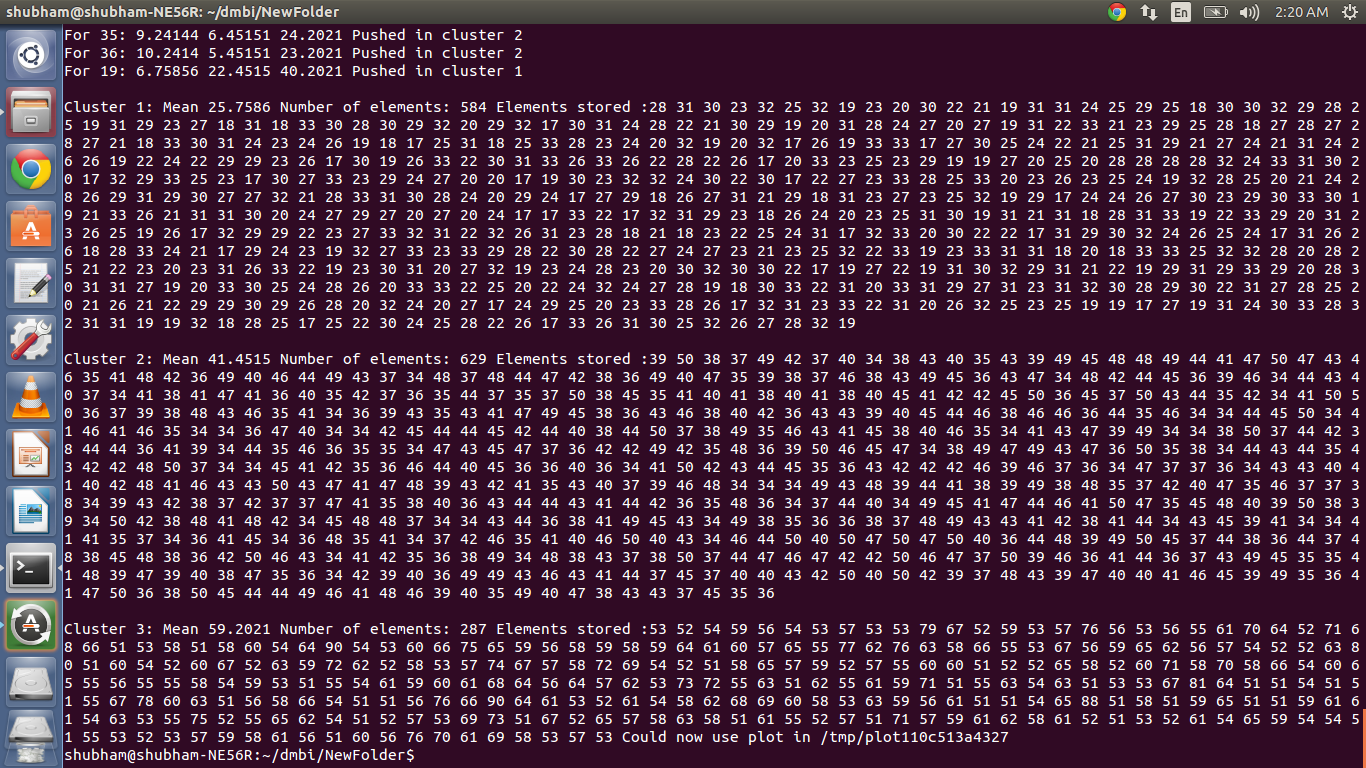 shubham@shubham-NE56R: ~/dmbi/NewFolder
En
2:20 AM
For 35: 9.24144 6.45151 24.2021 Pushed in cluster 2
For 36: 10.2414 5.45151 23.2021 Pushed in cluster 2
For 19: 6.75856 22.4515 40.2021 Pushed in cluster 1
Cluster 1: Mean 25.7586 Number of elements: 584 Elements stored :28 31 30 23 32 25 32 19 23 20 30 22 21 19 31 31 24 25 29 25 18 30 30 32 29 28 2
5 19 31 29 23 27 18 31 18 33 30 28 30 29 32 20 29 32 17 30 31 24 28 22 21 30 29 19 20 31 28 24 27 20 27 19 31 22 33 21 23 29 25 28 18 27 28 27 2
8 27 21 18 33 30 31 24 23 24 26 19 18 17 25 31 18 25 33 28 23 24 20 32 19 20 32 17 26 19 33 33 17 27 30 25 24 22 21 25 31 29 21 27 24 21 31 24 2
6 26 19 22 24 22 29 29 23 26 17 30 19 26 33 22 30 31 33 26 33 26 22 28 22 26 17 20 33 23 25 23 29 19 19 27 20 25 20 28 28 28 28 32 24 33 31 30 2
0 17 32 29 33 25 23 17 30 27 33 23 29 24 27 20 20 17 19 30 23 32 32 24 30 22 30 17 22 27 23 33 28 25 33 20 23 26 23 25 24 19 32 28 25 20 21 24 2
8 26 29 31 29 30 27 27 32 21 28 33 31 30 28 24 20 29 24 17 27 29 18 26 27 31 21 29 18 31 23 27 23 25 32 19 29 17 24 24 26 27 30 23 29 30 33 30 1
9 21 33 26 21 31 31 30 20 24 27 29 27 20 27 20 24 17 17 33 22 17 32 31 29 31 18 26 24 20 23 25 31 30 19 31 21 31 18 28 31 33 19 22 33 29 20 31 2
3 26 25 19 26 17 32 29 29 22 23 27 33 32 31 22 32 26 31 23 28 18 21 18 23 22 25 24 31 17 32 33 20 30 22 22 17 31 29 30 32 24 26 25 24 17 31 26 2
6 18 28 33 24 21 17 29 24 23 19 32 27 33 23 33 29 28 22 30 28 22 27 24 27 23 21 23 25 32 22 33 19 23 33 31 31 18 20 18 33 33 25 32 32 28 20 28 2
5 21 22 23 20 23 31 26 33 22 19 23 30 31 20 27 32 19 23 24 28 23 20 30 32 30 30 22 17 19 27 22 19 31 30 32 29 31 21 22 19 29 31 29 33 29 20 28 3
0 31 31 27 19 20 33 30 25 24 28 26 20 33 33 22 25 20 22 24 32 24 27 28 19 18 30 33 22 31 20 33 31 29 27 31 23 31 32 30 28 29 30 22 31 27 28 25 2
0 21 26 21 22 29 29 30 29 26 28 20 32 24 20 27 17 24 29 25 20 23 33 28 26 17 32 31 23 33 22 31 20 26 32 25 23 25 19 19 17 27 19 31 24 30 33 28 3
2 31 31 19 19 32 18 28 25 17 25 22 30 24 25 28 22 26 17 33 26 31 30 25 32 26 27 28 32 19
Cluster 2: Mean 41.4515 Number of elements: 629 Elements stored :39 50 38 37 49 42 37 40 34 38 43 40 35 43 39 49 45 48 48 49 44 41 47 50 47 43 4
6 35 41 48 42 36 49 40 46 44 49 43 37 34 48 37 48 44 47 42 38 36 49 40 47 35 39 38 37 46 38 43 49 45 36 43 47 34 48 42 44 45 36 39 46 34 44 43 4
0 37 34 41 38 41 47 41 36 40 35 42 37 36 35 44 37 35 37 50 38 45 35 41 40 41 38 40 41 38 40 45 41 42 42 45 50 36 45 37 50 43 44 35 42 34 41 50 5
0 36 37 39 38 48 43 46 35 41 34 36 39 43 35 43 41 47 49 45 38 36 43 46 38 40 42 36 43 43 39 40 45 44 46 38 46 46 36 44 35 46 34 34 44 45 50 34 4
1 46 41 46 35 34 34 36 47 40 34 34 42 45 44 44 45 42 44 40 38 44 50 37 38 49 35 46 43 41 45 38 40 46 35 34 41 43 47 39 49 34 34 38 50 37 44 42 3
8 44 44 36 41 39 34 44 35 46 36 35 35 34 47 43 45 47 37 36 42 42 49 42 35 48 36 39 50 46 45 47 34 38 49 47 49 43 47 36 50 35 38 34 44 43 44 35 4
3 42 42 48 50 37 34 34 45 41 42 35 36 46 44 40 45 36 36 40 36 34 41 50 42 43 44 45 35 36 43 42 42 42 46 39 46 37 36 34 47 37 37 36 34 43 43 40 4
1 40 42 48 41 46 43 43 50 43 47 41 47 48 39 43 42 41 35 43 40 37 39 46 48 34 34 34 49 43 48 39 44 41 38 39 49 38 48 35 37 42 40 47 35 46 37 37 3
8 34 39 43 42 38 37 42 37 37 47 41 35 38 40 36 43 44 44 43 41 44 42 36 35 48 36 34 37 44 40 34 49 45 41 47 44 46 41 50 47 35 45 48 40 39 50 38 3
9 34 50 42 38 48 41 48 42 34 45 48 48 37 34 34 43 44 36 38 41 49 45 43 34 49 38 35 36 36 38 37 48 49 43 43 41 42 38 41 44 34 43 45 39 41 34 34 4
1 41 35 37 34 36 41 45 34 36 48 35 41 34 37 42 46 35 41 40 46 50 40 43 34 46 44 50 40 50 47 50 47 50 40 36 44 48 39 49 50 45 37 44 38 36 44 37 4
8 38 45 48 38 36 42 50 46 43 34 41 42 35 36 38 49 34 48 38 43 37 38 50 37 44 47 46 47 42 42 50 46 47 37 50 39 46 36 41 44 36 37 43 49 45 35 35 4
1 48 39 47 39 40 38 47 35 36 34 42 39 40 36 49 49 43 46 43 41 44 37 45 37 40 40 43 42 50 40 50 42 39 37 48 43 39 47 40 40 41 46 45 39 49 35 36 4
1 47 50 36 38 50 45 44 44 49 46 41 48 46 39 40 35 49 40 47 38 43 43 37 45 35 36
Cluster 3: Mean 59.2021 Number of elements: 287 Elements stored :53 52 54 59 56 54 53 57 53 53 79 67 52 59 53 57 76 56 53 56 55 61 70 64 52 71 6
8 66 51 53 58 51 58 60 54 64 90 54 53 60 66 75 65 59 56 58 59 58 59 64 61 60 57 65 55 77 62 76 63 58 66 55 53 67 56 59 65 62 56 57 54 52 52 63 8
0 51 60 54 52 60 67 52 63 59 72 62 52 58 53 57 74 67 57 58 72 69 54 52 51 58 65 57 59 52 57 55 60 60 51 52 52 65 58 52 60 71 58 70 58 66 54 60 6
5 55 56 55 55 58 54 59 53 51 55 54 61 59 60 61 68 64 56 64 57 62 53 73 72 55 63 51 62 55 61 59 71 51 55 63 54 63 51 53 53 67 81 64 51 51 54 51 5
1 55 67 78 60 63 51 56 58 66 54 51 51 56 76 66 90 64 61 53 52 61 54 58 62 68 69 60 58 53 63 59 56 61 51 51 54 65 88 51 58 51 59 65 51 51 59 61 6
1 54 63 53 55 75 52 55 65 62 54 51 52 57 53 69 73 51 67 52 65 57 58 63 58 51 61 55 52 57 51 71 57 59 61 62 58 61 52 51 53 52 61 54 65 59 54 54 5
1 55 53 52 53 57 59 58 61 56 51 60 56 76 70 61 69 58 53 57 53 Could now use plot in /tmp/plot110c513a4327
shubham@shubham-NE56R:~/dmbi/NewFolder$